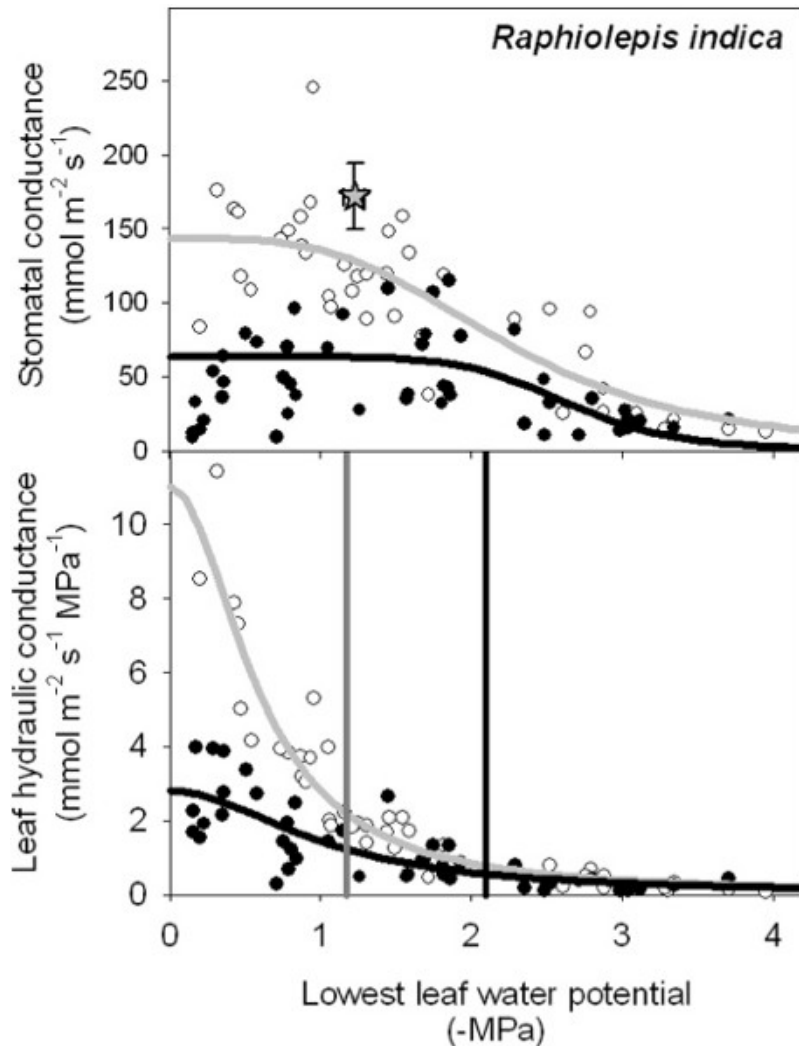 Raphiolepis indica
Stomatal conductance
(mmol m⁻² s⁻¹)
250
200
150
100
50
0
Leaf hydraulic conductance
(mmol m⁻² s⁻¹ MPa⁻¹)
10
8
6
4
2
0
0 1 2 3 4
Lowest leaf water potential
(-MPa)